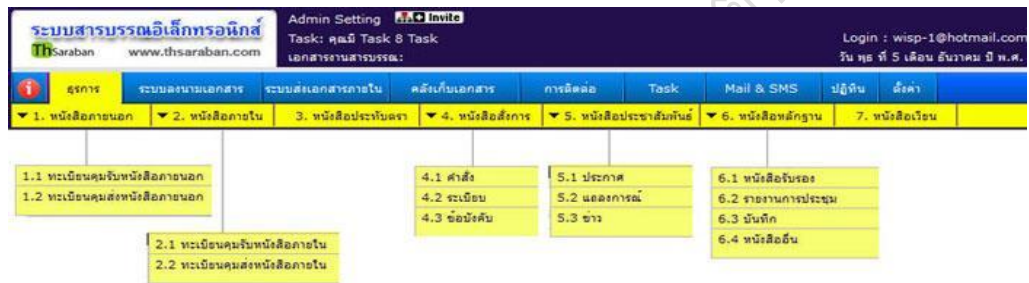 ระบบสารบรรณอิเล็กทรอนิกส์
ThSaraban www.thsaraban.com
Admin Setting Invite
Task: คุณมี Task 8 Task
เอกสารงานสารบรรณ:
Login : wisp-1@hotmail.com
วัน พุธ ที่ 5 เดือน ธันวาคม ปี พ.ศ.
ธุรการ ระบบลงนามเอกสาร ระบบส่งเอกสารภายใน คลังเก็บเอกสาร การติดต่อ Task Mail & SMS ปฏิทิน ตั้งค่า
1. หนังสือภายนอก 2. หนังสือภายใน 3. หนังสือประทับตรา 4. หนังสือสั่งการ 5. หนังสือประชาสัมพันธ์ 6. หนังสือหลักฐาน 7. หนังสือเวียน
1.1 ทะเบียนคุมรับหนังสือภายนอก
1.2 ทะเบียนคุมส่งหนังสือภายนอก
2.1 ทะเบียนคุมรับหนังสือภายใน
2.2 ทะเบียนคุมส่งหนังสือภายใน
4.1 คำสั่ง
4.2 ระเบียบ
4.3 ข้อบังคับ
5.1 ประกาศ
5.2 แถลงการณ์
5.3 ข่าว
6.1 หนังสือรับรอง
6.2 รายงานการประชุม
6.3 บันทึก
6.4 หนังสืออื่น